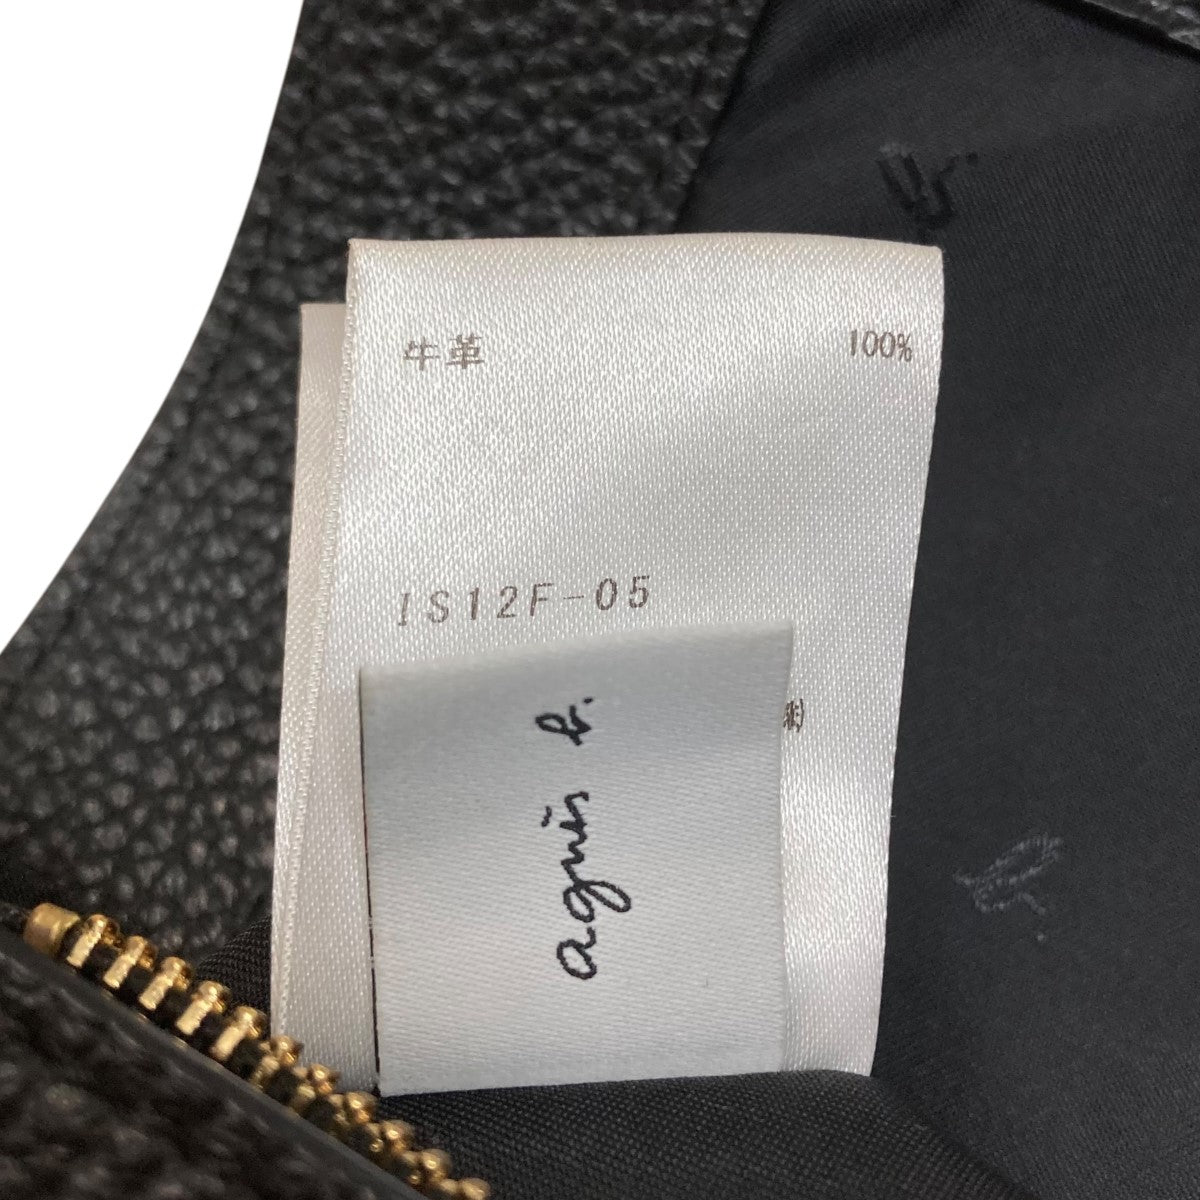 牛革 100%
IS12F-05
agnès b.
b.